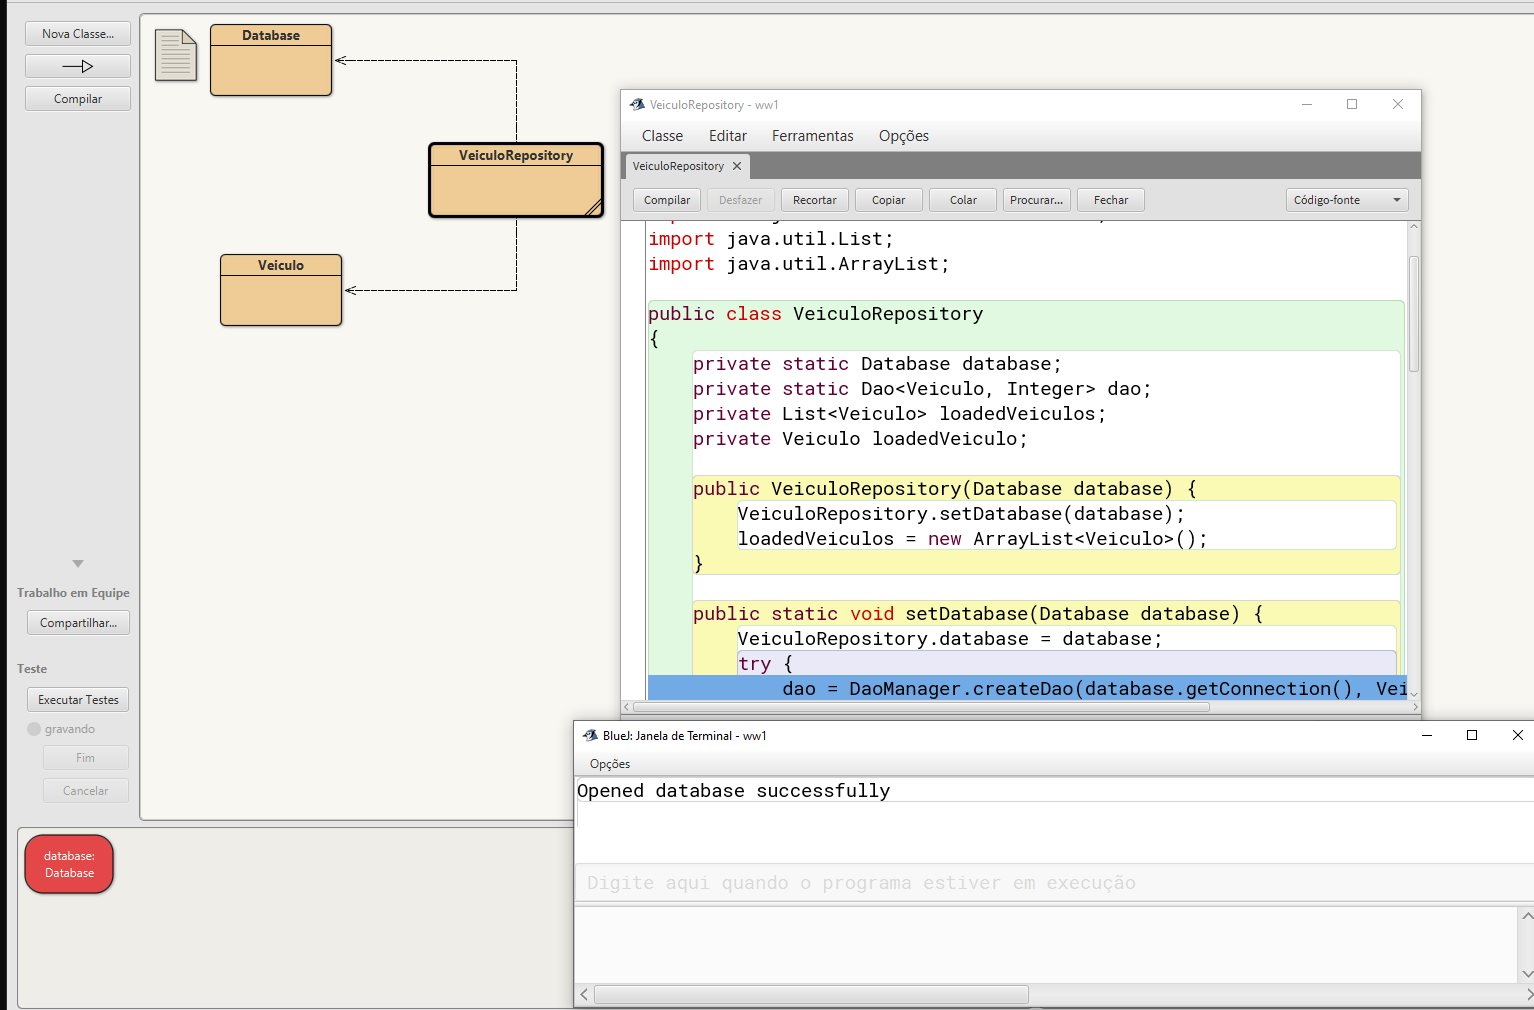 Nova Classe...
Compilar
Database
VeiculoRepository
Veiculo
Trabalho em Equipe
Compartilhar...
Teste
Executar Testes
gravando
Fim
Cancelar
database:
Database
VeiculoRepository - ww1
Classe Editar Ferramentas Opções
VeiculoRepository
Compilar Desfazer Recortar Copiar Colar Procurar... Fechar Código-fonte
import java.util.List;
import java.util.ArrayList;
public class VeiculoRepository
{
private static Database database;
private static Dao<Veiculo, Integer> dao;
private List<Veiculo> loadedVeiculos;
private Veiculo loadedVeiculo;
public VeiculoRepository(Database database) {
VeiculoRepository.setDatabase(database);
loadedVeiculos = new ArrayList<Veiculo>();
}
public static void setDatabase(Database database) {
VeiculoRepository.database = database;
try {
dao = DaoManager.createDao(database.getConnection(), Vei
BlueJ: Janela de Terminal - ww1
Opções
Opened database successfully
Digite aqui quando o programa estiver em execução